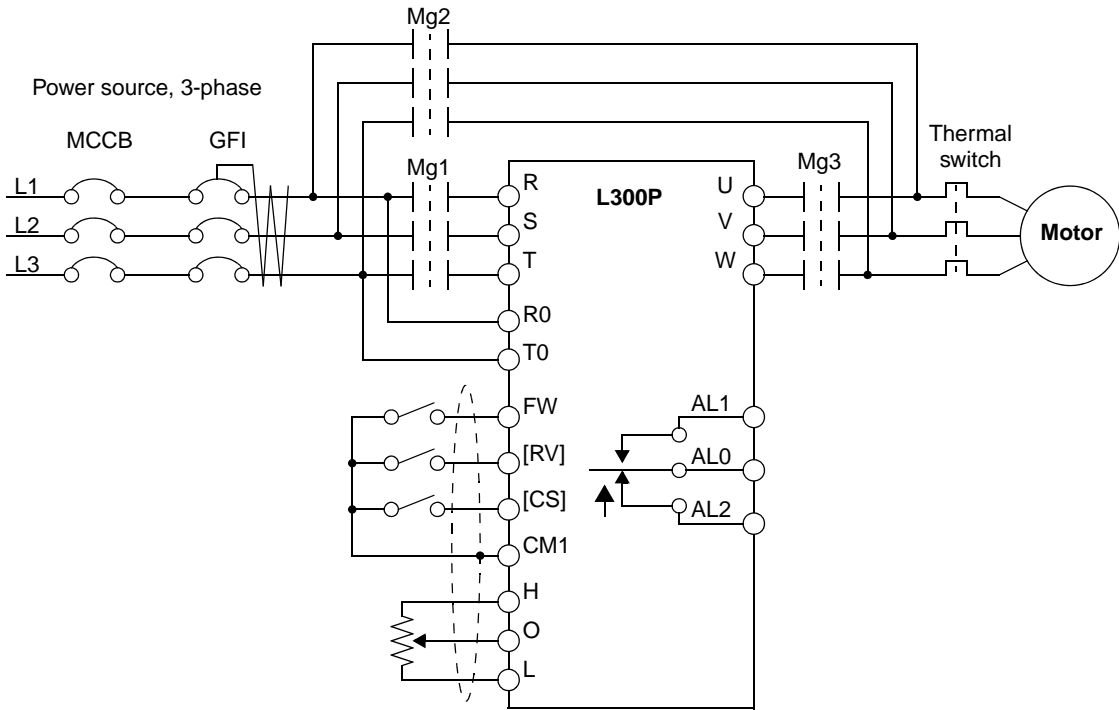 Mg2
Power source, 3-phase
MCCB
GFI
Mg1
Mg3
Thermal
switch
L1
L2
L3
R
S
T
R0
T0
L300P
U
V
W
Motor
FW
[RV]
[CS]
CM1
H
O
L
AL1
AL0
AL2